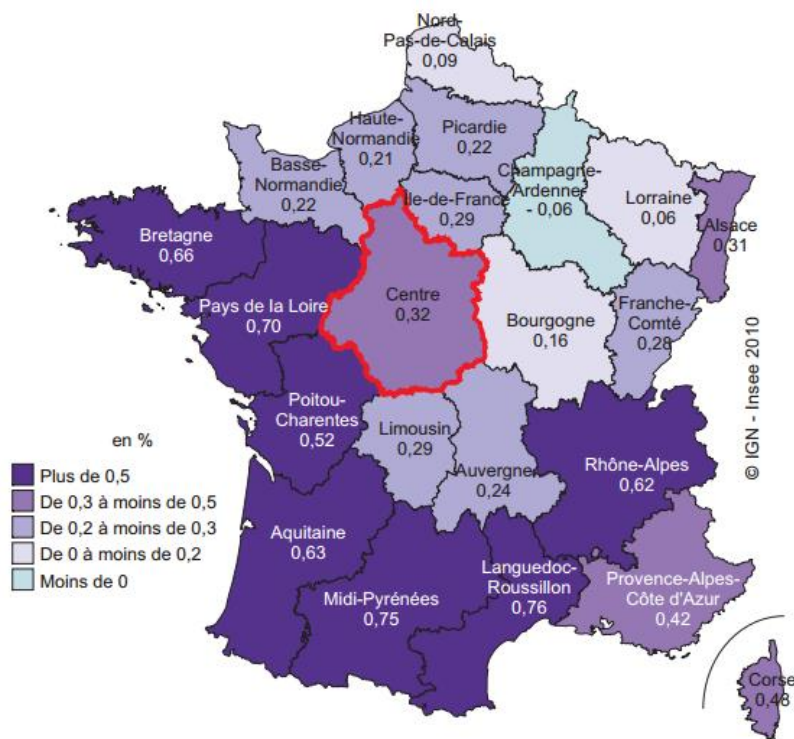 Nord-
Pas-de-Calais
0,09
Haute-
Normandie
0,21
Picardie
0,22
Basse-
Normandie
0,22
Île-de-France
0,29
Champagne-
Ardenne
- 0,06
Lorraine
0,06
Alsace
0,31
Bretagne
0,66
Pays de la Loire
0,70
Centre
0,32
Bourgogne
0,16
Franche-
Comté
0,28
Poitou-
Charentes
0,52
Limousin
0,29
Auvergne
0,24
Rhône-Alpes
0,62
Aquitaine
0,63
Midi-Pyrénées
0,75
Languedoc-
Roussillon
0,76
Provence-Alpes-
Côte d'Azur
0,42
Corse
0,48
en %
Plus de 0,5
De 0,3 à moins de 0,5
De 0,2 à moins de 0,3
De 0 à moins de 0,2
Moins de 0
© IGN - Insee 2010